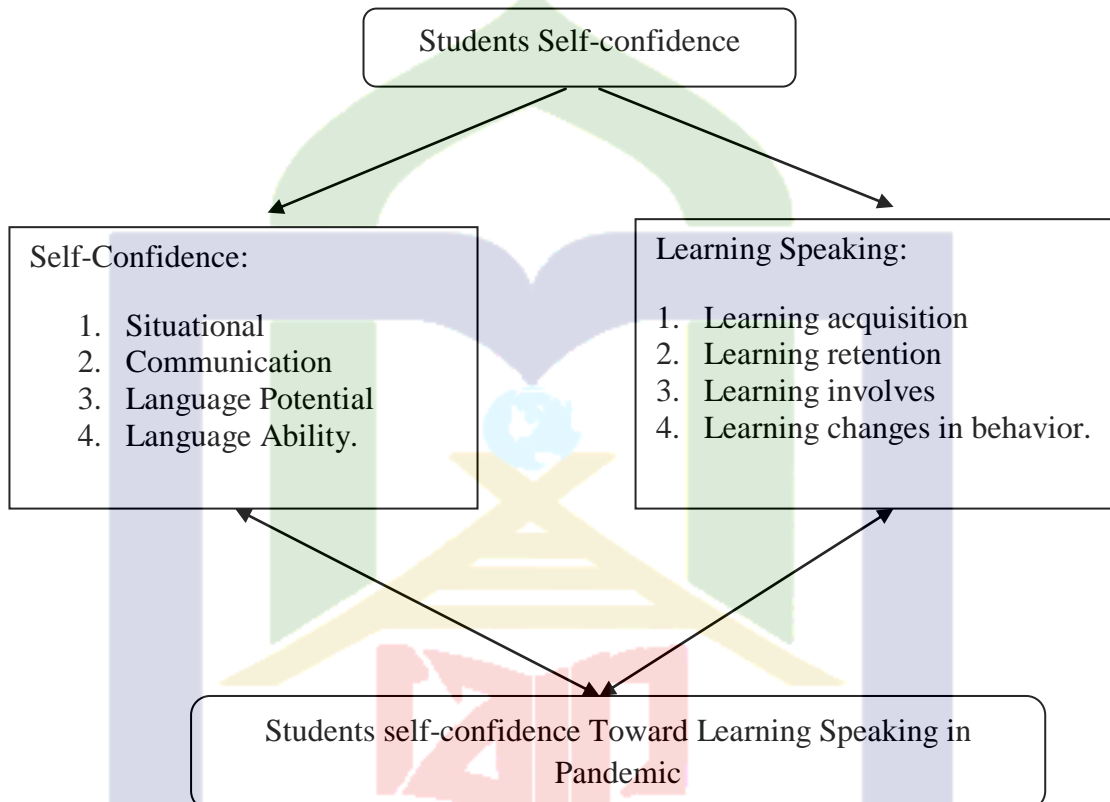 Students Self-confidence
Self-Confidence:
1. Situational
2. Communication
3. Language Potential
4. Language Ability.
Learning Speaking:
1. Learning acquisition
2. Learning retention
3. Learning involves
4. Learning changes in behavior.
Students self-confidence Toward Learning Speaking in
Pandemic